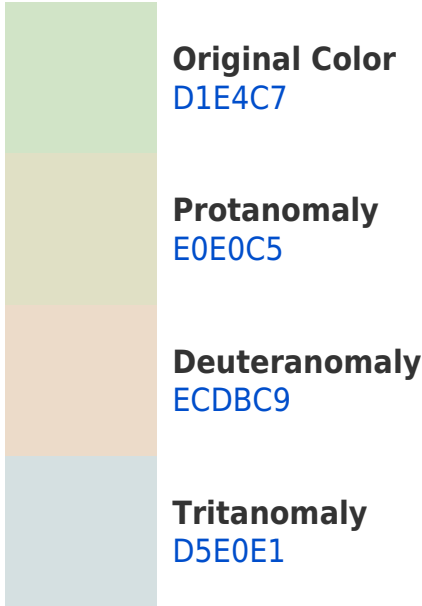 Original Color
D1E4C7
Protanomaly
E0E0C5
Deuteranomaly
ECDBC9
Tritanomaly
D5E0E1